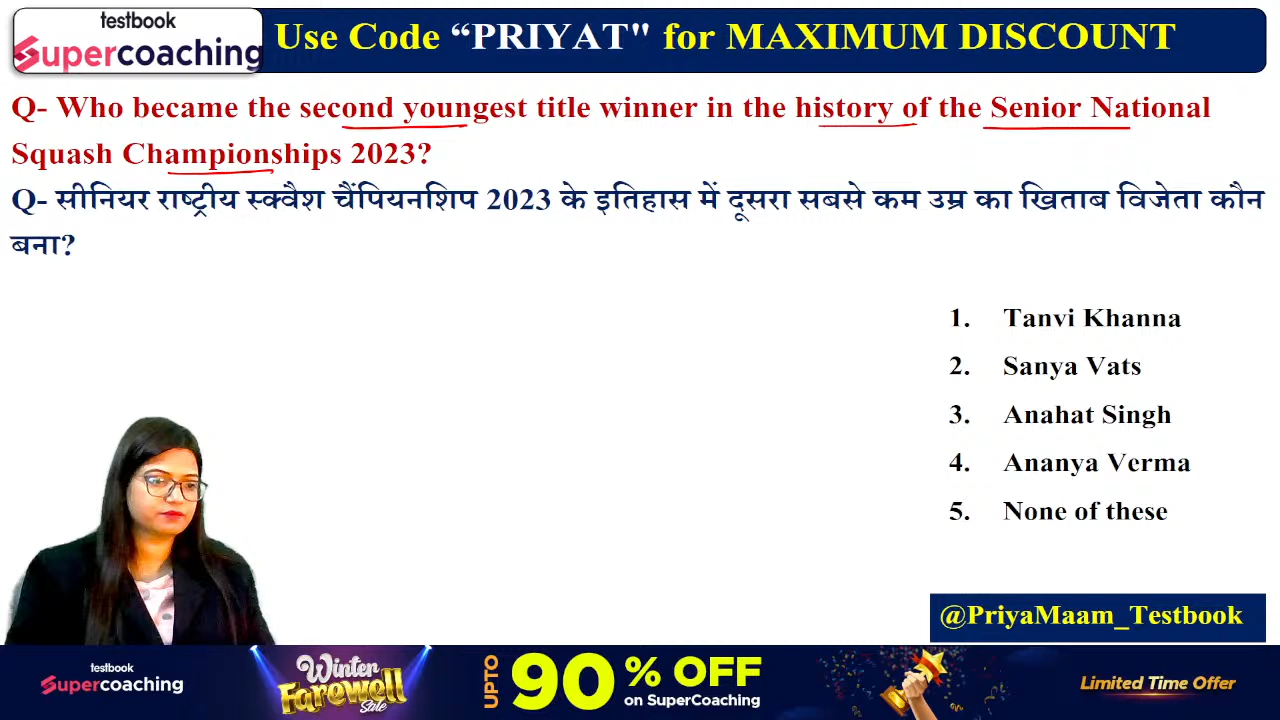 testbook
Supercoaching
Use Code “PRIYAT" for MAXIMUM DISCOUNT
Q- Who became the second youngest title winner in the history of the Senior National
Squash Championships 2023?
Q- सीनियर राष्ट्रीय स्क्वैश चैंपियनशिप 2023 के इतिहास में दूसरा सबसे कम उम्र का खिताब विजेता कौन
बना?
1. Tanvi Khanna
2. Sanya Vats
3. Anahat Singh
4. Ananya Verma
5. None of these
@PriyaMaam_Testbook
testbook
Supercoaching
Winter
Farewell
Sale
UPTO 90% OFF
on SuperCoaching
Limited Time Offer